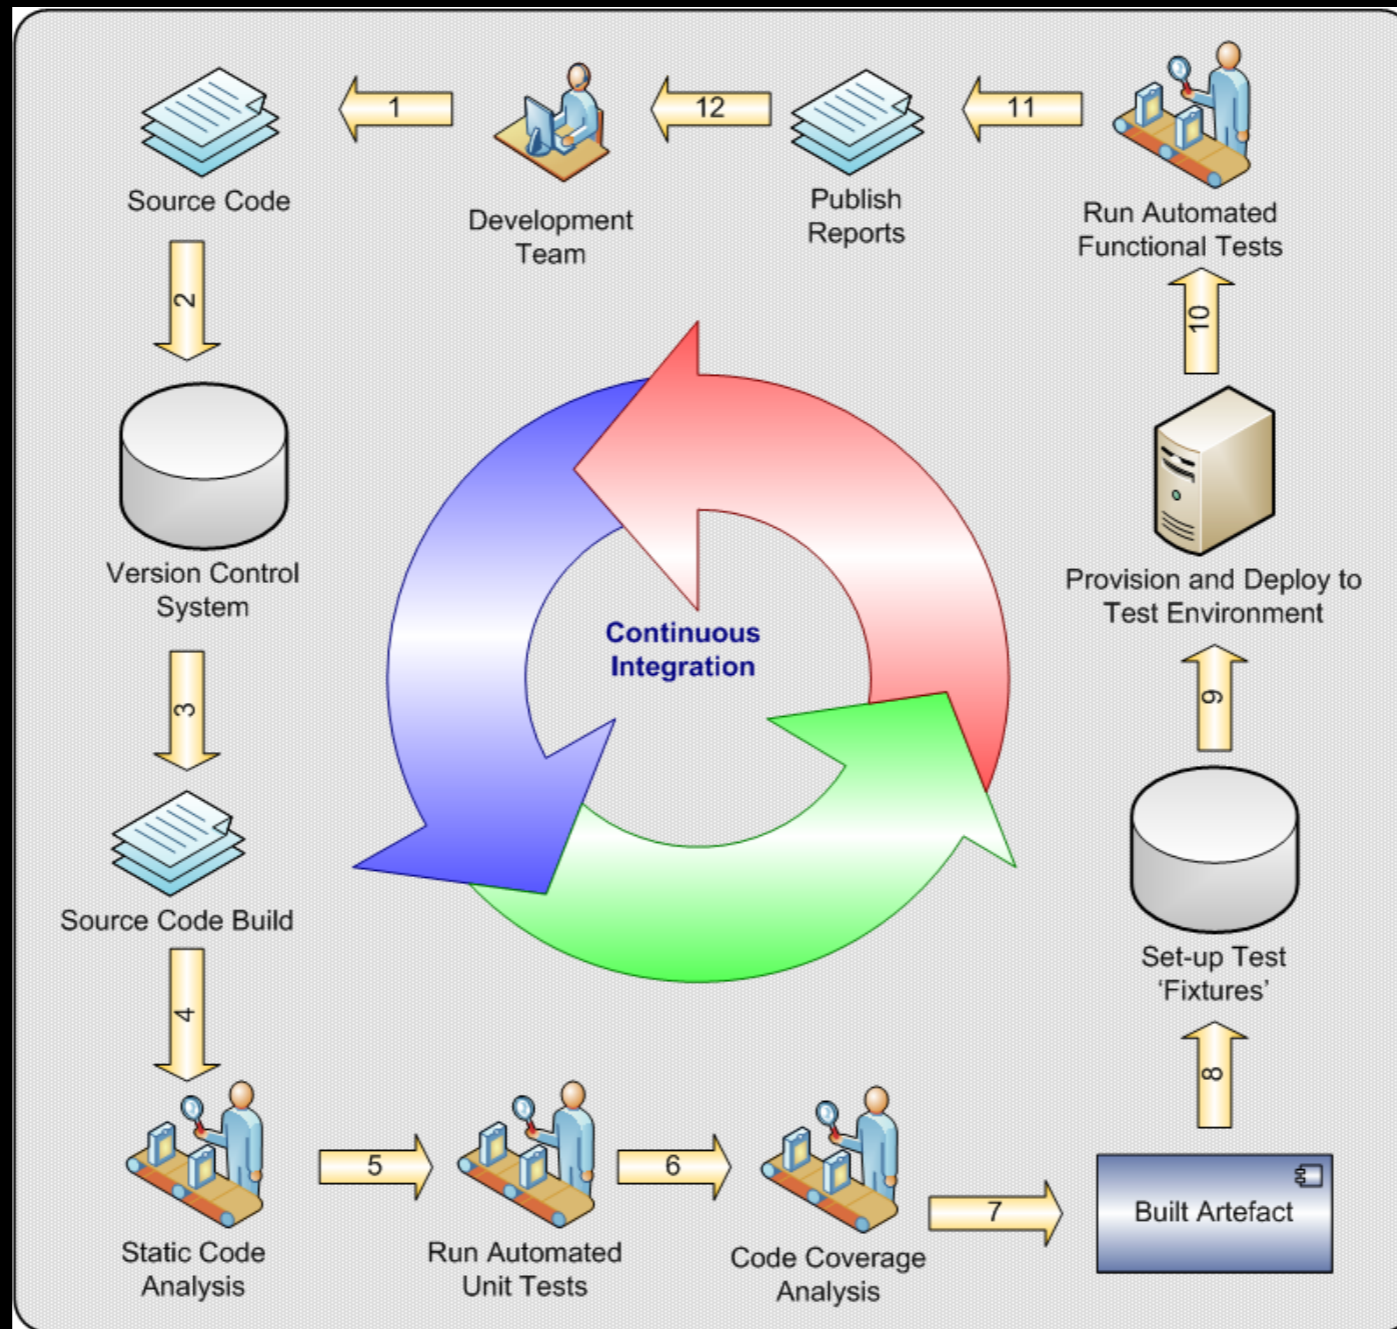 1
12
11
Source Code
Development
Team
Publish
Reports
Run Automated
Functional Tests
2
10
Version Control
System
Continuous
Integration
Provision and Deploy to
Test Environment
3
9
Source Code Build
Set-up Test
'Fixtures'
4
8
5
6
7
Built Artefact
Static Code
Analysis
Run Automated
Unit Tests
Code Coverage
Analysis